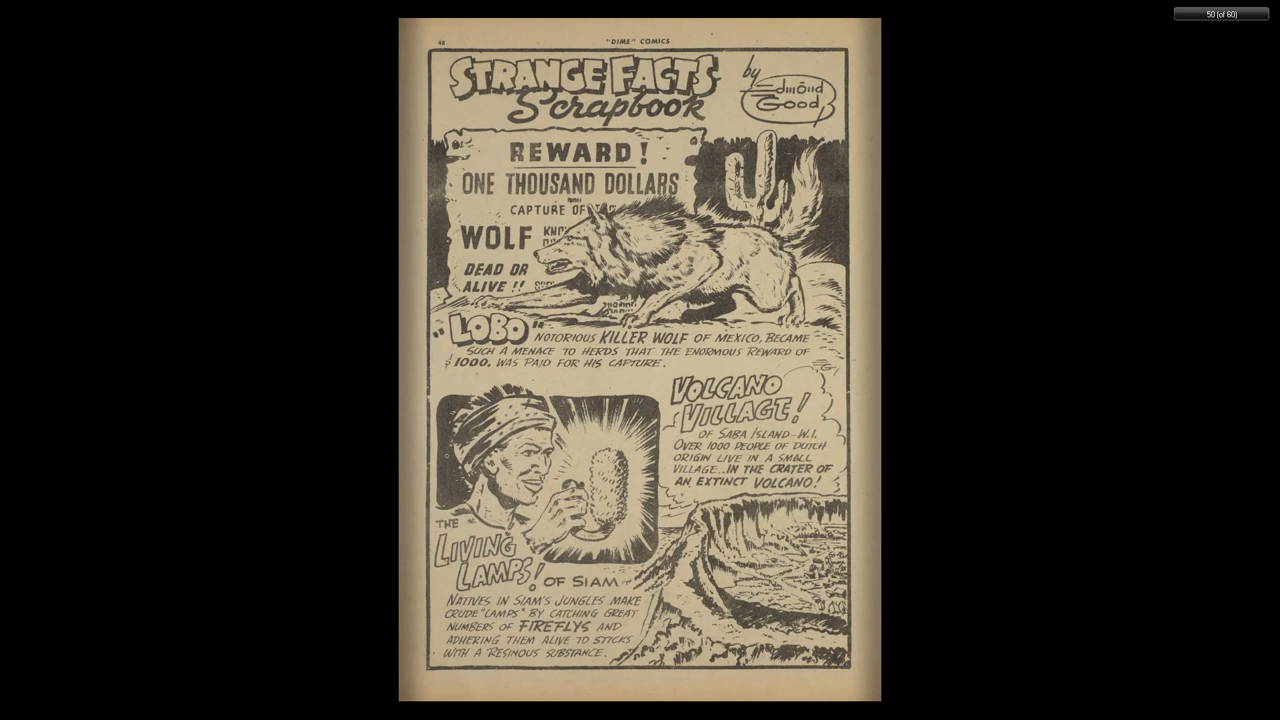 50 (of 60)
48
"DIME" COMICS
STRANGE FACTS
Scrapbook
by
Edmond
Good
REWARD!
ONE THOUSAND DOLLARS
CAPTURE OF
WOLF
DEAD OR
ALIVE!!
"LOBO" NOTORIOUS KILLER WOLF OF MEXICO, BECAME
SUCH A MENACE TO HERDS THAT THE ENORMOUS REWARD OF
$1000. WAS PAID FOR HIS CAPTURE.
VOLCANO
VILLAGE!
OF SABA ISLAND-W.I.
OVER 1000 PEOPLE OF DUTCH
ORIGIN LIVE IN A SMALL
VILLAGE..IN THE CRATER OF
AN EXTINCT VOLCANO!
THE
LIVING
LAMPS! OF SIAM
NATIVES IN SIAM'S JUNGLES MAKE
CRUDE "LAMPS" BY CATCHING GREAT
NUMBERS OF FIREFLYS AND
ADHERING THEM ALIVE TO STICKS
WITH A RESINOUS SUBSTANCE.